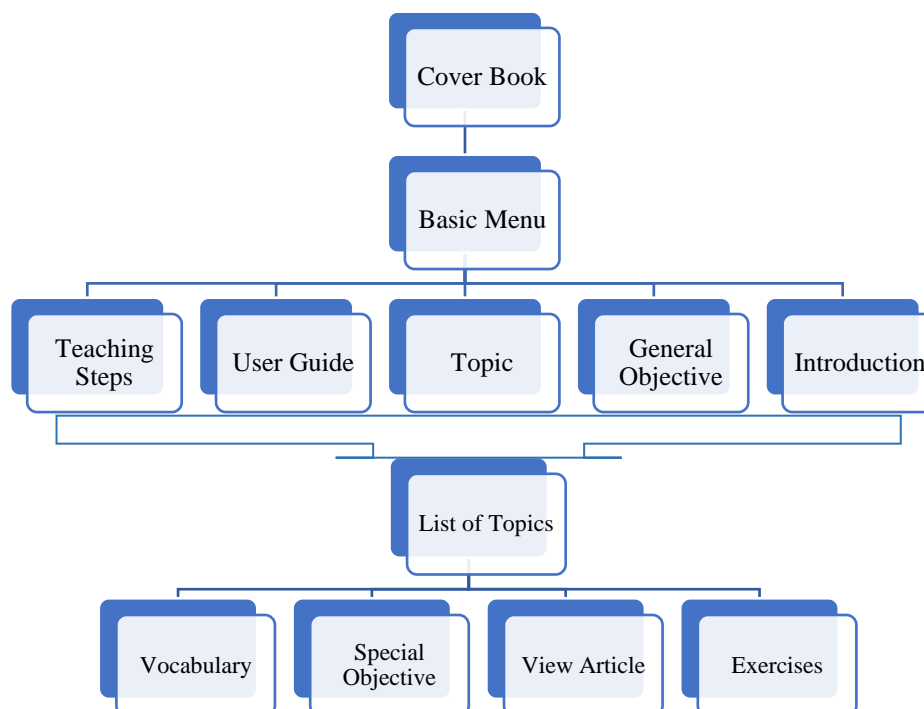 Cover Book
Basic Menu
Teaching
Steps
User Guide
Topic
General
Objective
Introduction
List of Topics
Vocabulary
Special
Objective
View Article
Exercises